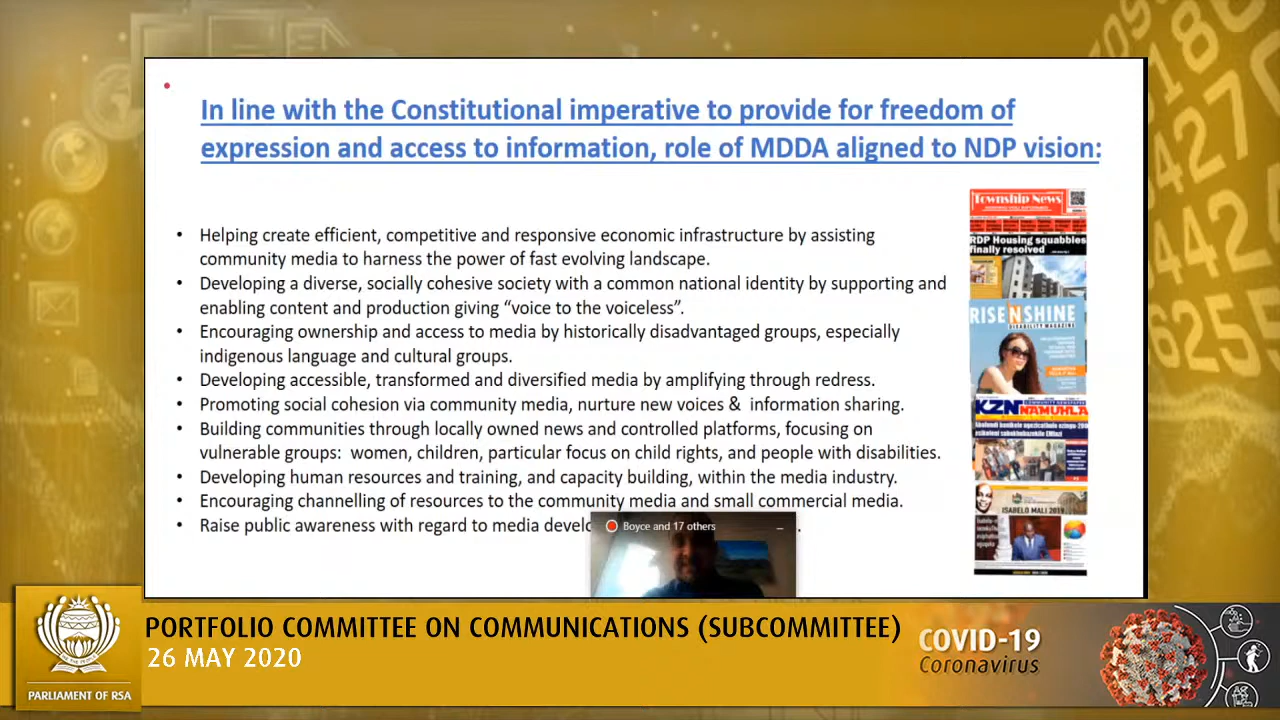 In line with the Constitutional imperative to provide for freedom of
expression and access to information, role of MDDA aligned to NDP vision:
• Helping create efficient, competitive and responsive economic infrastructure by assisting
community media to harness the power of fast evolving landscape.
• Developing a diverse, socially cohesive society with a common national identity by supporting and
enabling content and production giving “voice to the voiceless”.
• Encouraging ownership and access to media by historically disadvantaged groups, especially
indigenous language and cultural groups.
• Developing accessible, transformed and diversified media by amplifying through redress.
• Promoting social cohesion via community media, nurture new voices & information sharing.
• Building communities through locally owned news and controlled platforms, focusing on
vulnerable groups: women, children, particular focus on child rights, and people with disabilities.
• Developing human resources and training, and capacity building, within the media industry.
• Encouraging channelling of resources to the community media and small commercial media.
• Raise public awareness with regard to media
Township News
RDP Housing squabbles
finally resolved
RISE N SHINE
DISABILITY MAGAZINE
KZN
NAMUHLA
ISABELO MALI 2019
Boyce and 17 others
PORTFOLIO COMMITTEE ON COMMUNICATIONS (SUBCOMMITTEE)
26 MAY 2020
PARLIAMENT OF RSA
COVID-19
Coronavirus